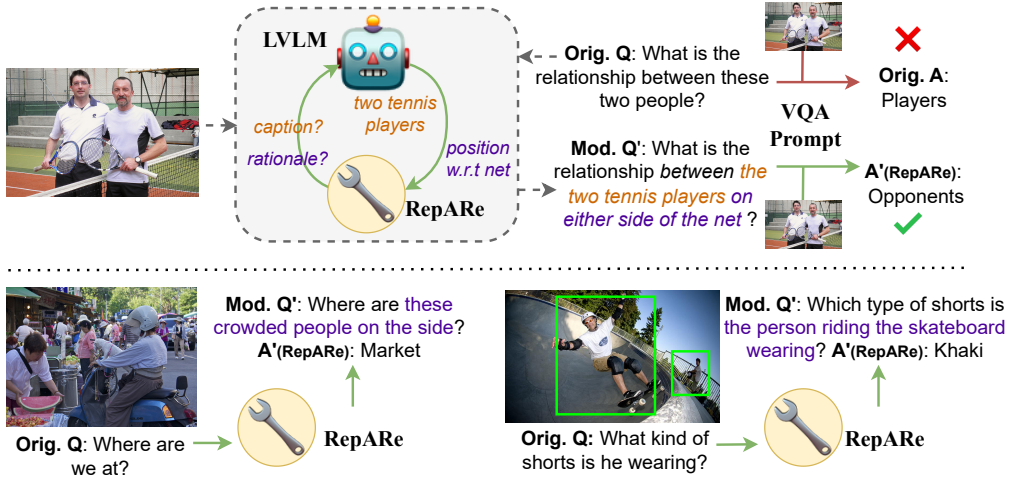 LVLM
caption?
rationale?
two tennis
players
position
w.r.t net
RepARe
Orig. Q: What is the
relationship between these
two people?
Mod. Q': What is the
relationship between the
two tennis players on
either side of the net ?
VQA
Prompt
Orig. A:
Players
A'(RepARe):
Opponents
Mod. Q': Where are these
crowded people on the side?
A'(RepARe): Market
RepARe
Orig. Q: Where are
we at?
Mod. Q': Which type of shorts is
the person riding the skateboard
wearing? A'(RepARe): Khaki
RepARe
Orig. Q: What kind of
shorts is he wearing?